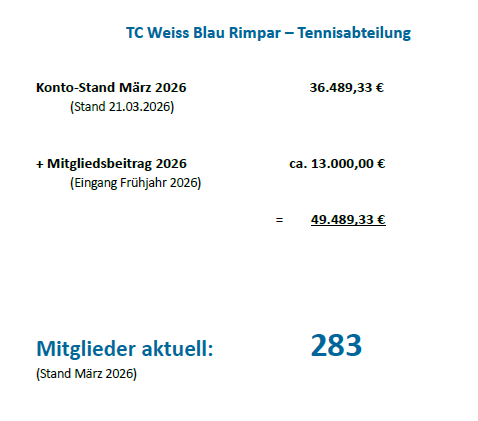 TC Weiss Blau Rimpar – Tennisabteilung
Konto-Stand März 2026 36.489,33 €
(Stand 21.03.2026)
+ Mitgliedsbeitrag 2026 ca. 13.000,00 €
(Eingang Frühjahr 2026)
= 49.489,33 €
Mitglieder aktuell: 283
(Stand März 2026)